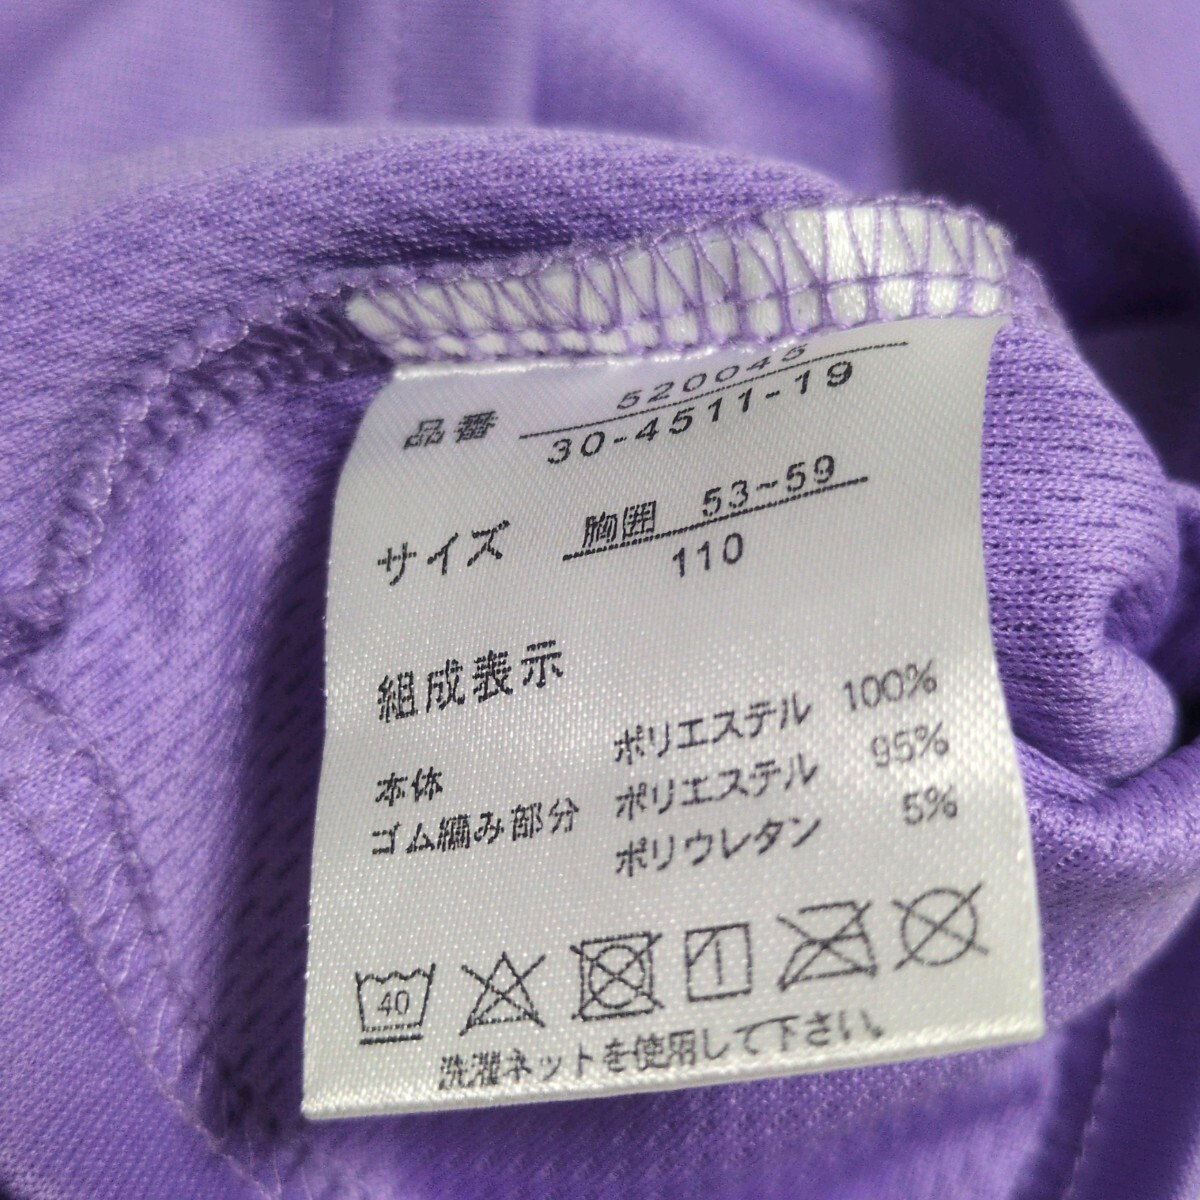 520045
品番
30-4511-19
胸囲 53~59
サイズ
110
組成表示
本体 ポリエステル 100%
ゴム編み部分 ポリエステル 95%
ポリウレタン 5%
40
洗濯ネットを使用して下さい。